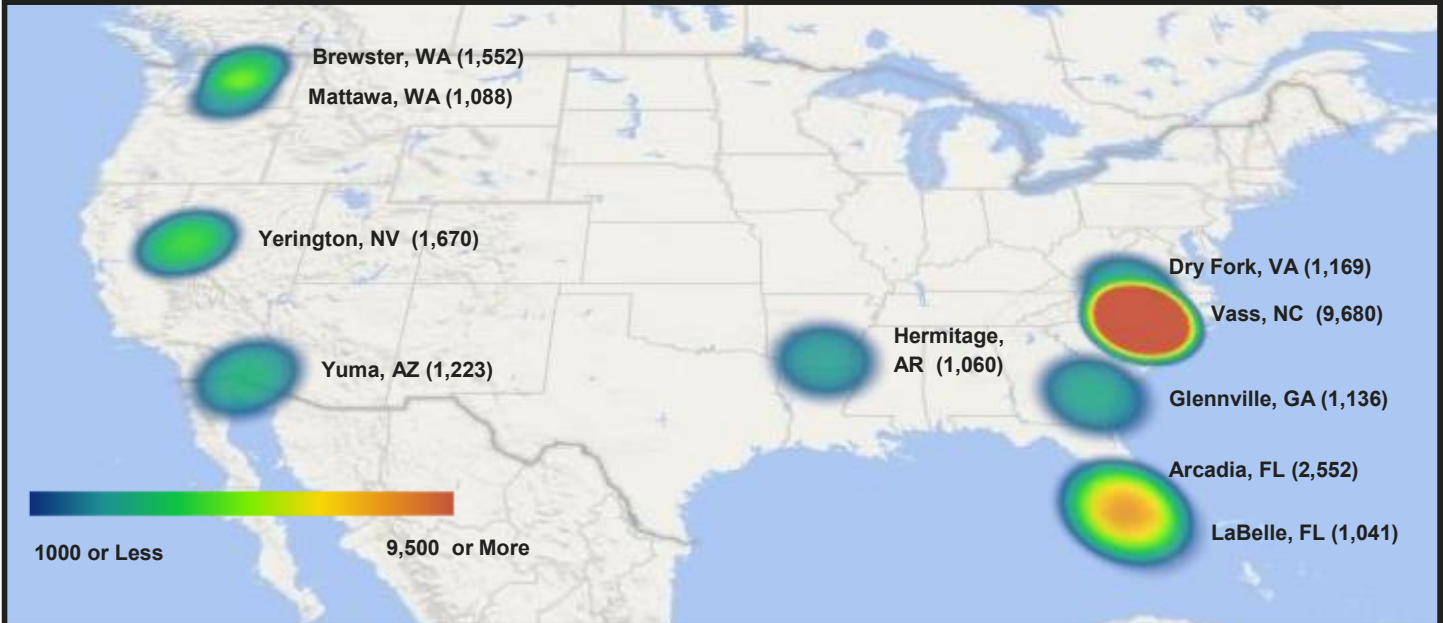 Brewster, WA (1,552)
Mattawa, WA (1,088)
Yerington, NV (1,670)
Dry Fork, VA (1,169)
Vass, NC (9,680)
Hermitage,
AR (1,060)
Yuma, AZ (1,223)
Glennville, GA (1,136)
Arcadia, FL (2,552)
LaBelle, FL (1,041)
1000 or Less
9,500 or More